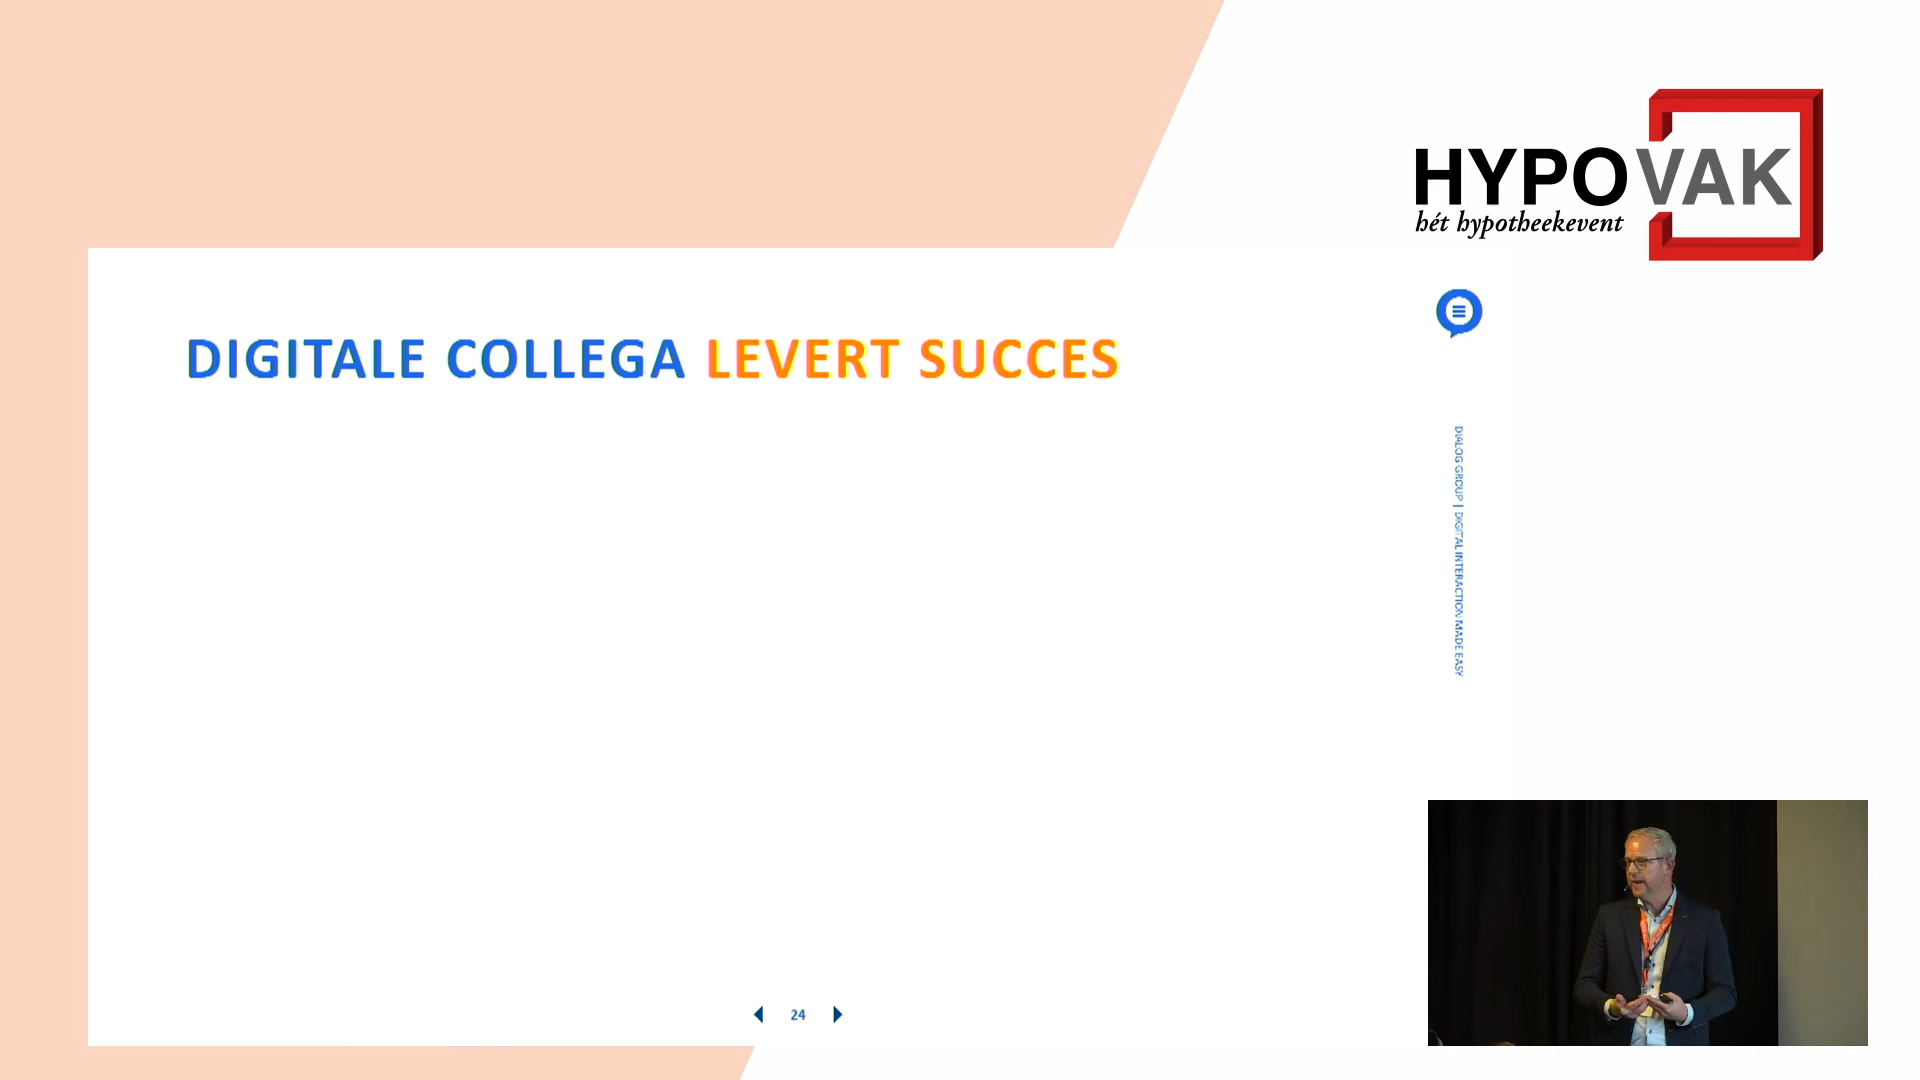 HYPOVAK
hét hypotheekevent
DIGITALE COLLEGA LEVERT SUCCES
DIALOG GROUP | DIGITAL INTERACTION MADE EASY
24